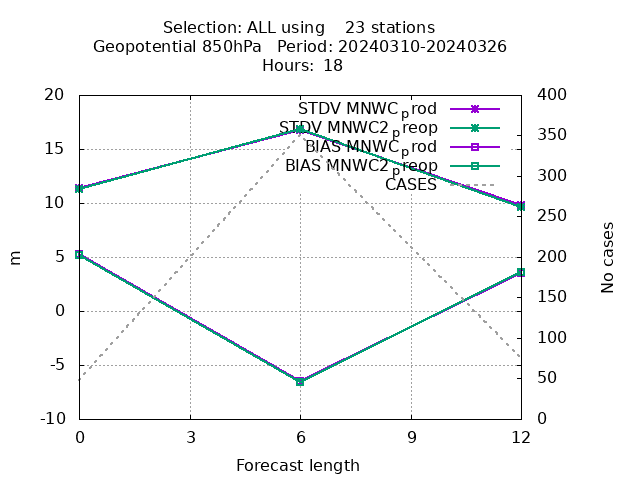 Selection: ALL using    23 stations
Geopotential 850hPa   Period: 20240310-20240326
Hours: 18
20
15
10
5
0
-5
-10
m
400
350
300
250
200
150
100
50
0
No cases
STDV MNWC_prod
STDV MNWC2_preop
BIAS MNWC_prod
BIAS MNWC2_preop
CASES
0 3 6 9 12
Forecast length